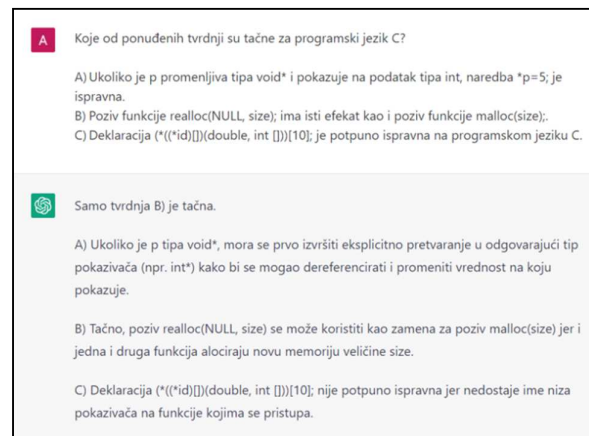 A
Koje od ponuđenih tvrdnji su tačne za programski jezik C?
A) Ukoliko je p promenljiva tipa void* i pokazuje na podatak tipa int, naredba *p=5; je
ispravna.
B) Poziv funkcije realloc(NULL, size); ima isti efekat kao i poziv funkcije malloc(size);.
C) Deklaracija (*((*id)[])(double, int []))[10]; je potpuno ispravna na programskom jeziku C.
Samo tvrdnja B) je tačna.
A) Ukoliko je p tipa void*, mora se prvo izvršiti eksplicitno pretvaranje u odgovarajući tip
pokazivača (npr. int*) kako bi se mogao dereferencirati i promeniti vrednost na koju
pokazuje.
B) Tačno, poziv realloc(NULL, size) se može koristiti kao zamena za poziv malloc(size) jer i
jedna i druga funkcija alociraju novu memoriju veličine size.
C) Deklaracija (*((*id)[])(double, int []))[10]; nije potpuno ispravna jer nedostaje ime niza
pokazivača na funkcije kojima se pristupa.